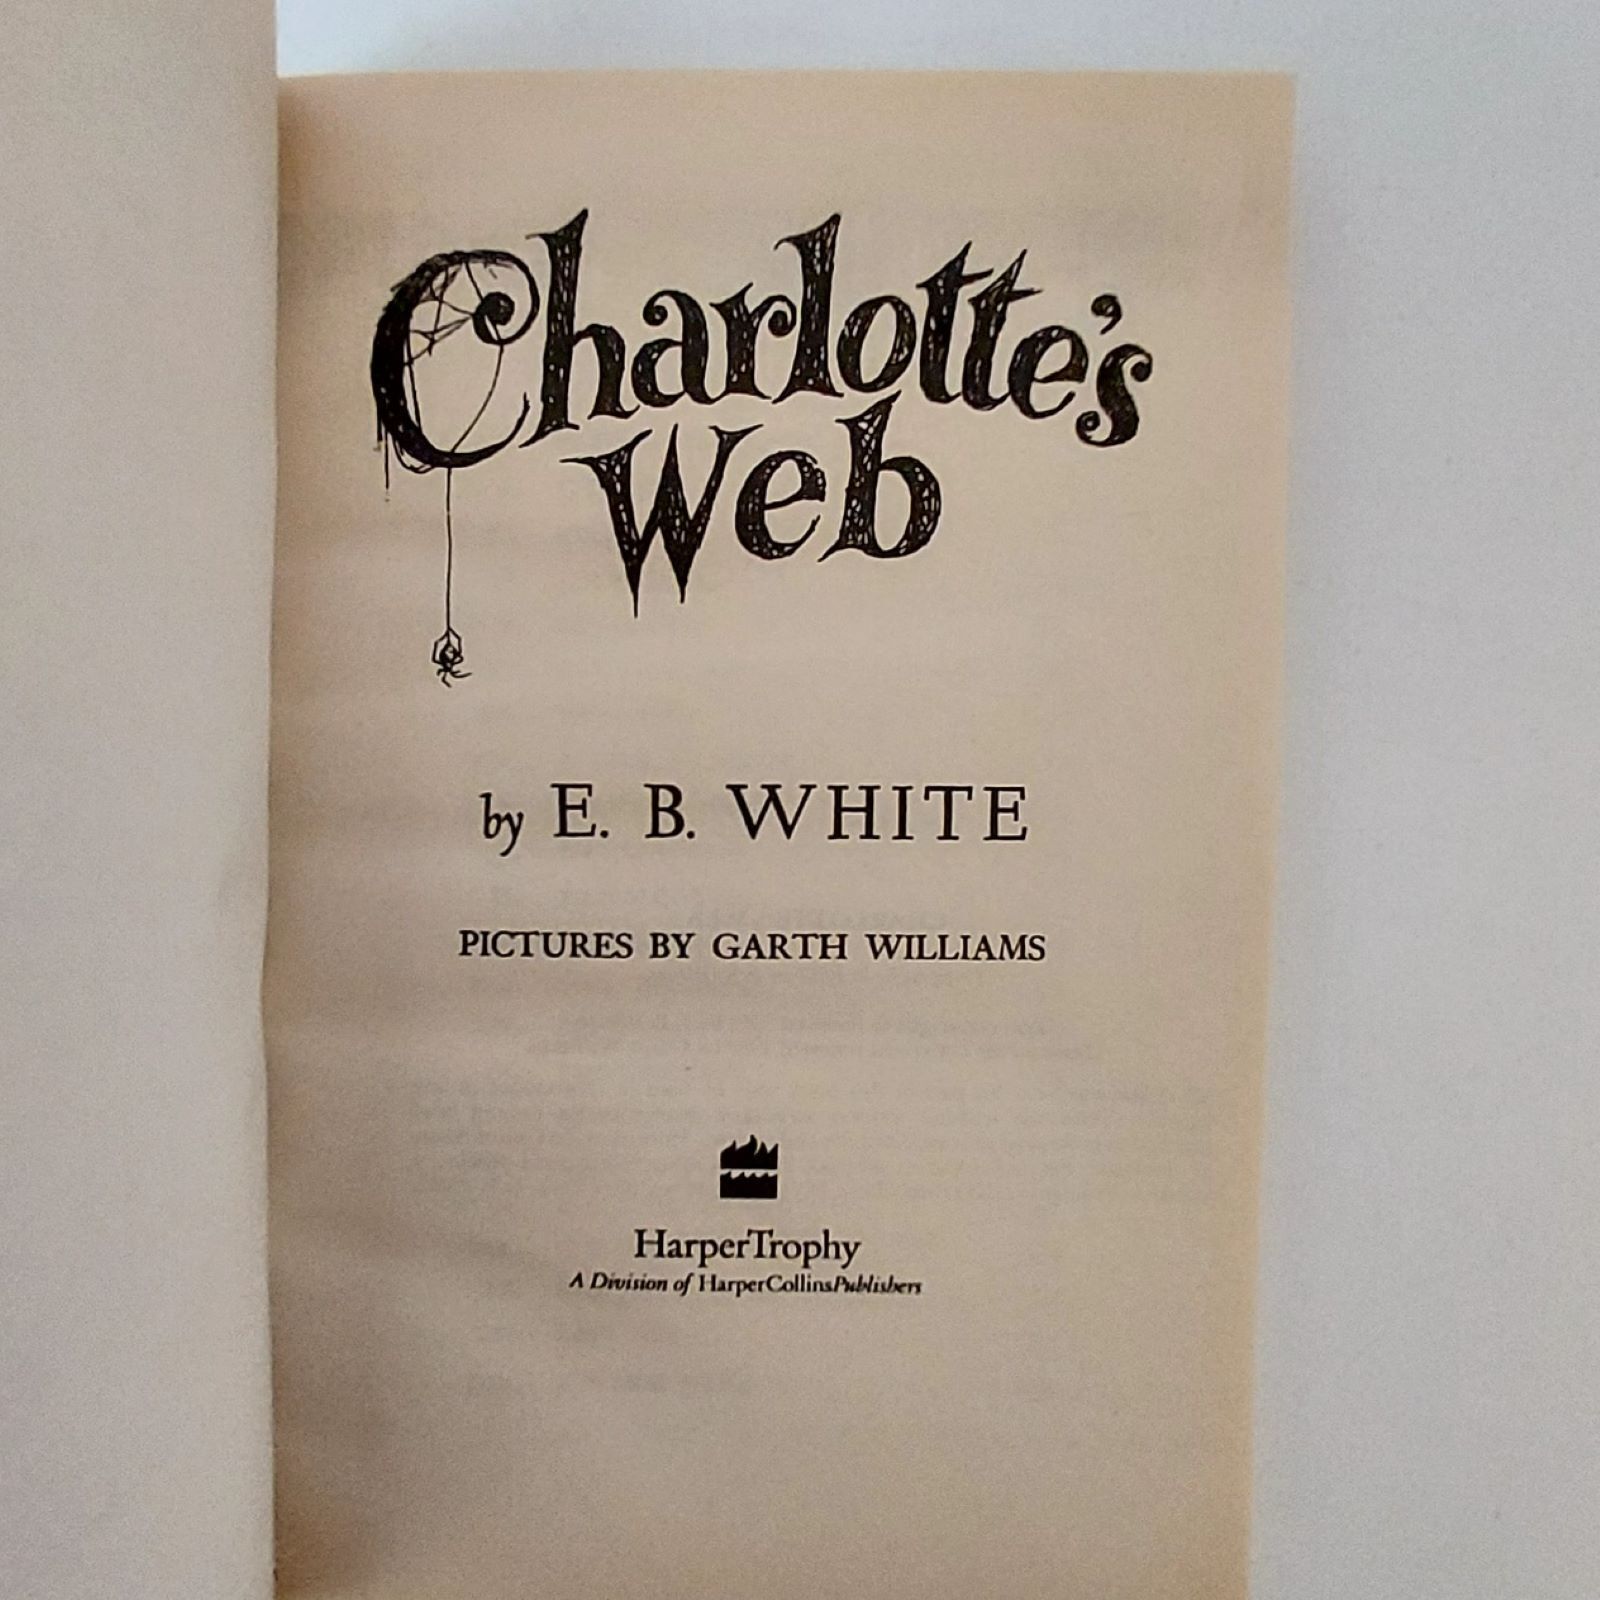 Charlotte's
Web
by E. B. WHITE
PICTURES BY GARTH WILLIAMS
HarperTrophy
A Division of HarperCollinsPublishers